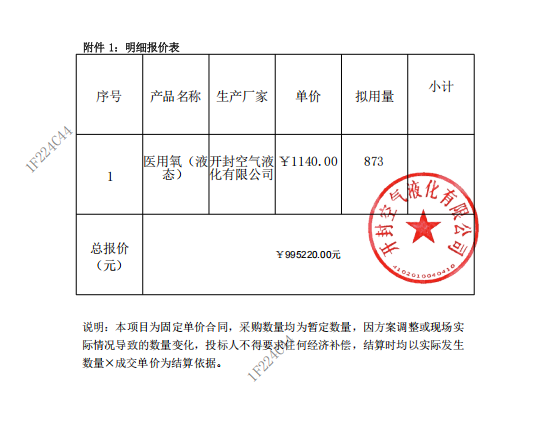 附件 1：明细报价表
序号 产品名称 生产厂家 单价 拟用量 小计
1 医用氧（液态） 开封空气液化有限公司 ￥1140.00 873
总报价（元） ￥995220.00元
开封空气液化有限公司
4102010040410
说明：本项目为固定单价合同，采购数量均为暂定数量，因方案调整或现场实
际情况导致的数量变化，投标人不得要求任何经济补偿，结算时均以实际发生
数量×成交单价为结算依据。
1F224C44
1F224C44